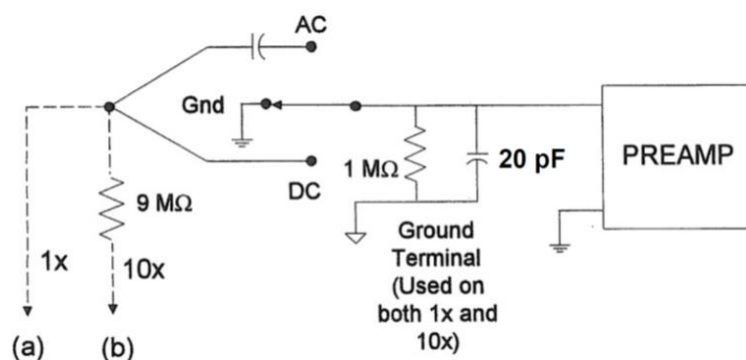 AC
Gnd
DC
1 MΩ
20 pF
PREAMP
9 MΩ
1x
10x
Ground
Terminal
(Used on
both 1x and
10x)
(a)
(b)